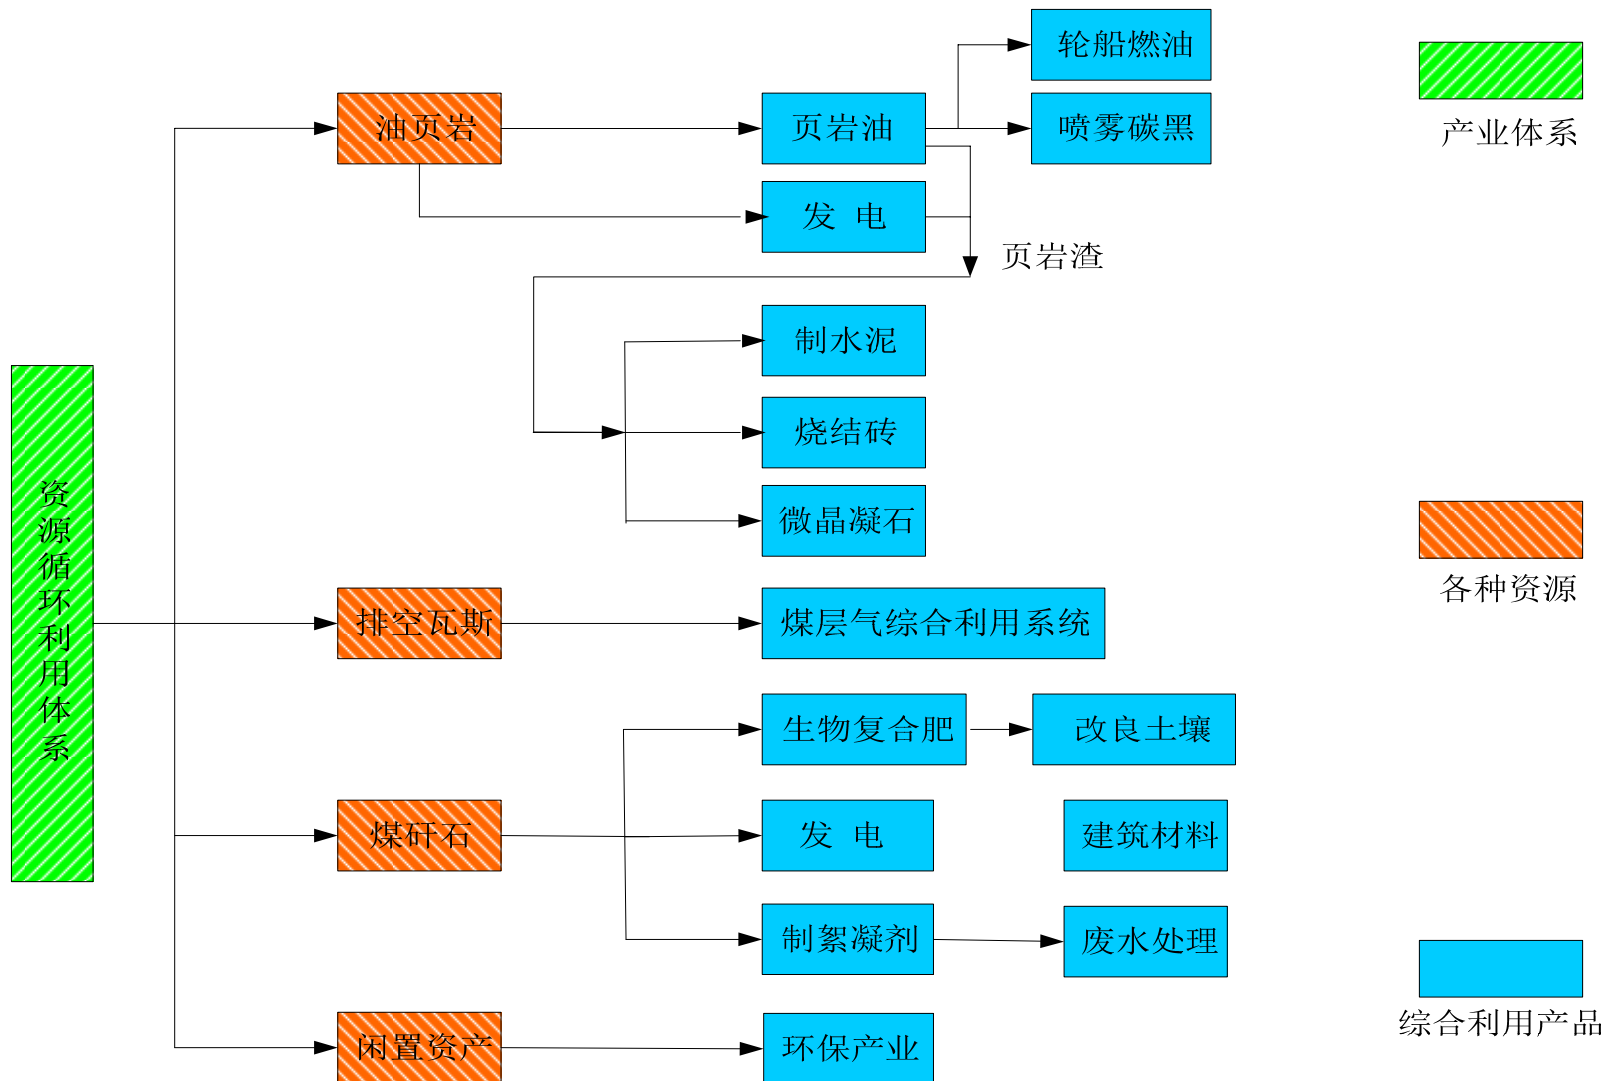 轮船燃油
油页岩
页岩油
喷雾碳黑
产业体系
发 电
页岩渣
制水泥
烧结砖
微晶凝石
资源循环利用体系
各种资源
排空瓦斯
煤层气综合利用系统
生物复合肥
改良土壤
煤矸石
发 电
建筑材料
制絮凝剂
废水处理
综合利用产品
闲置资产
环保产业